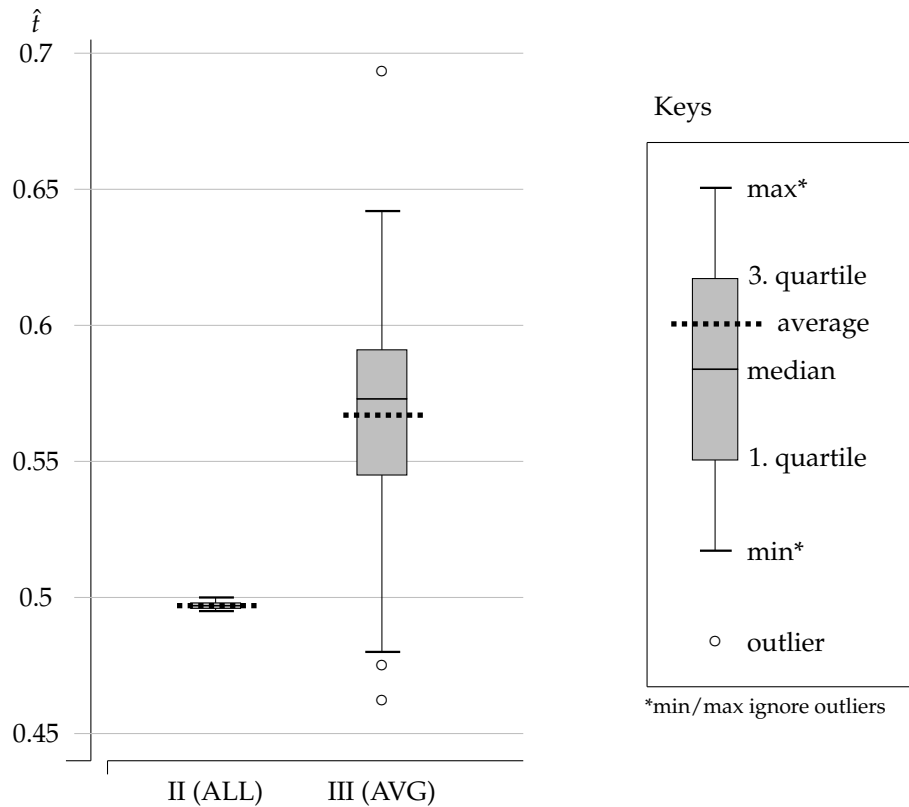 t̂
0.7
0.65
0.6
0.55
0.5
0.45
II (ALL)
III (AVG)
Keys
max*
3. quartile
average
median
1. quartile
min*
outlier
*min/max ignore outliers